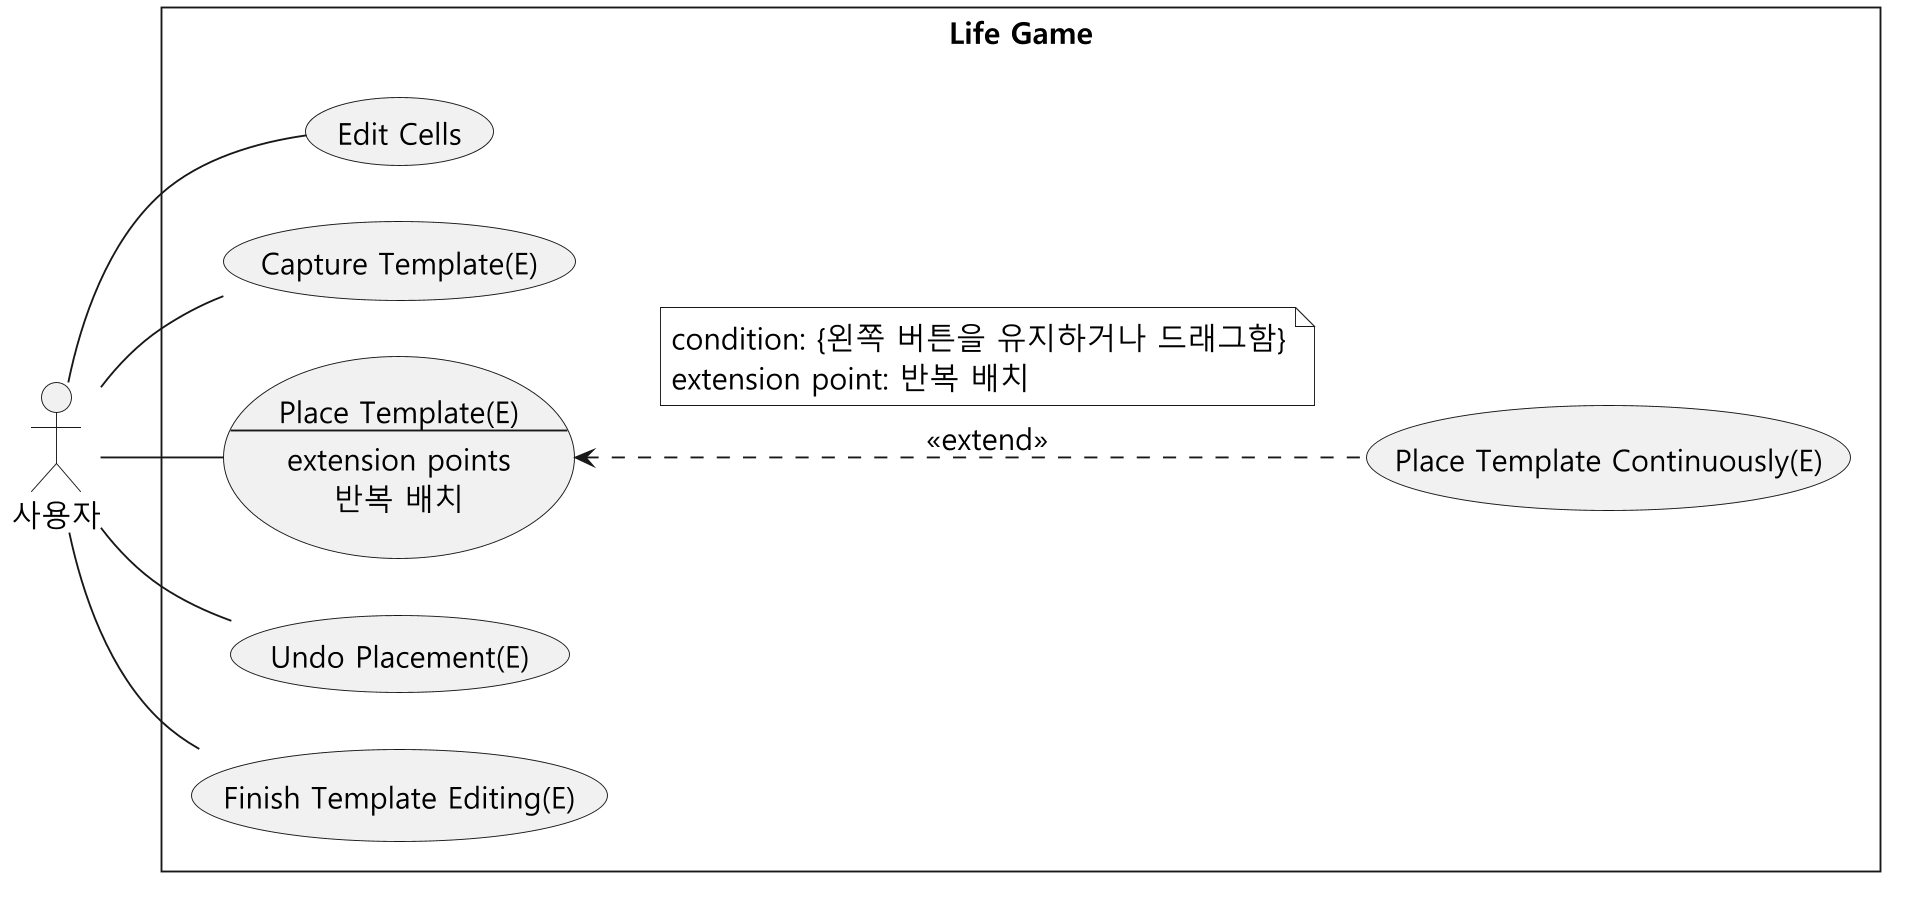 Life Game
Edit Cells
Capture Template(E)
condition: {왼쪽 버튼을 유지하거나 드래그함}
extension point: 반복 배치
Place Template(E)
extension points
반복 배치
«extend»
Place Template Continuously(E)
사용자
Undo Placement(E)
Finish Template Editing(E)